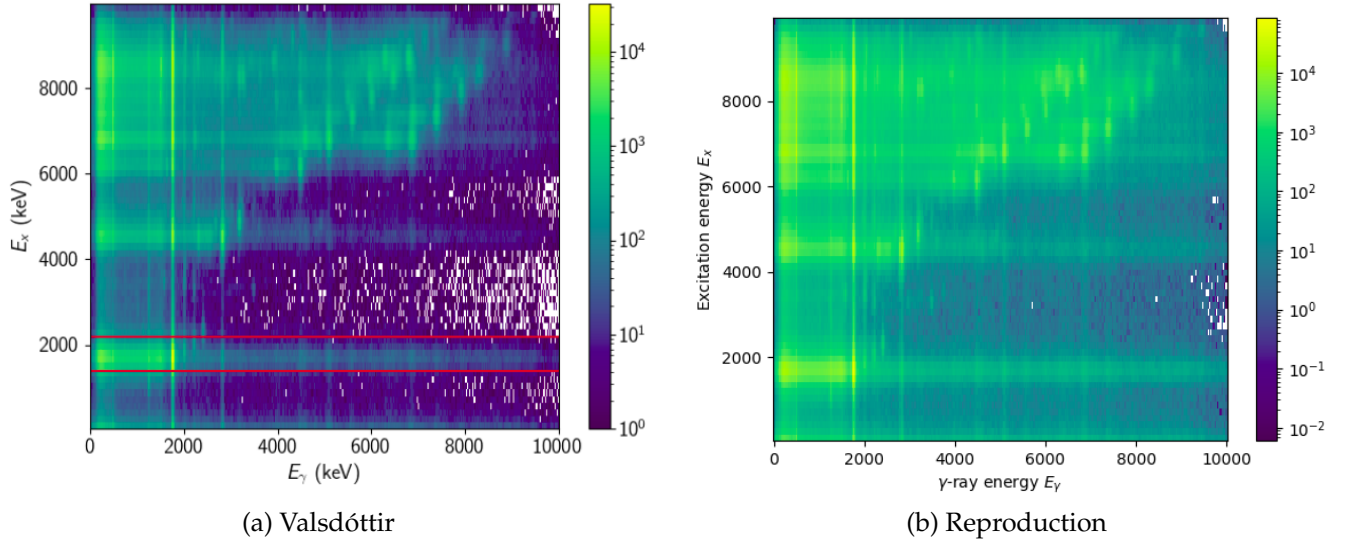 8000
6000
4000
2000
0
E_x (keV)
0 2000 4000 6000 8000 10000
E_γ (keV)
10^4
10^3
10^2
10^1
10^0
(a) Valsdóttir
8000
6000
4000
2000
Excitation energy E_x
0 2000 4000 6000 8000 10000
γ-ray energy E_γ
10^4
10^3
10^2
10^1
10^0
10^−1
10^−2
(b) Reproduction